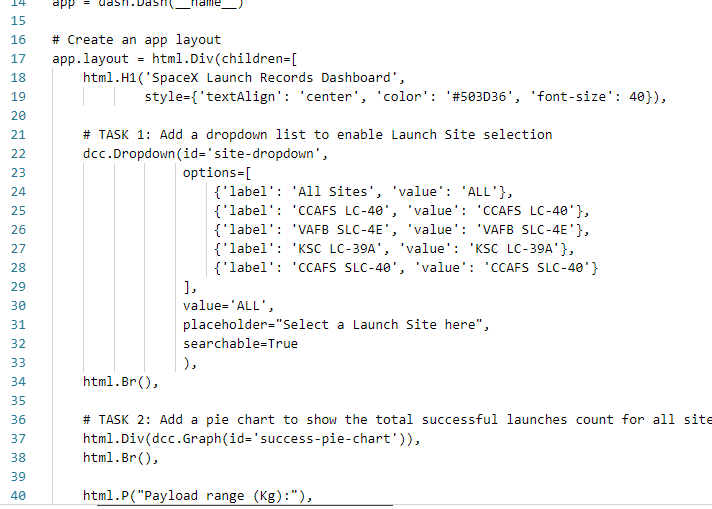 14 app = dash.Dash(__name__)
15
16 # Create an app layout
17 app.layout = html.Div(children=[
18     html.H1('SpaceX Launch Records Dashboard',
19             style={'textAlign': 'center', 'color': '#503D36', 'font-size': 40}),
20
21     # TASK 1: Add a dropdown list to enable Launch Site selection
22     dcc.Dropdown(id='site-dropdown',
23                  options=[
24                      {'label': 'All Sites', 'value': 'ALL'},
25                      {'label': 'CCAFS LC-40', 'value': 'CCAFS LC-40'},
26                      {'label': 'VAFB SLC-4E', 'value': 'VAFB SLC-4E'},
27                      {'label': 'KSC LC-39A', 'value': 'KSC LC-39A'},
28                      {'label': 'CCAFS SLC-40', 'value': 'CCAFS SLC-40'}
29                  ],
30                  value='ALL',
31                  placeholder="Select a Launch Site here",
32                  searchable=True
33                  ),
34     html.Br(),
35
36     # TASK 2: Add a pie chart to show the total successful launches count for all site
37     html.Div(dcc.Graph(id='success-pie-chart')),
38     html.Br(),
39
40     html.P("Payload range (Kg):"),